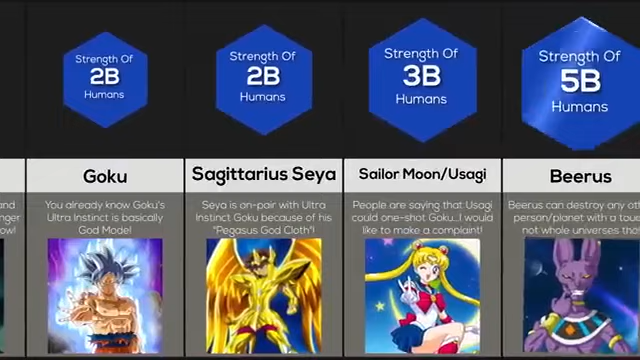 Strength Of
2B
Humans
Strength Of
2B
Humans
Strength Of
3B
Humans
Strength Of
5B
Humans
Goku
Sagittarius Seya
Sailor Moon/Usagi
Beerus
and
You already know Goku's
Ultra Instinct is basically
God Mode!
Seya is on-pair with Ultra
Instinct Goku because of his
"Pegasus God Cloth"!
People are saying that Usagi
could one-shot Goku...I would
like to make a complaint!
Beerus can destroy any
person/planet with a
not whole universes